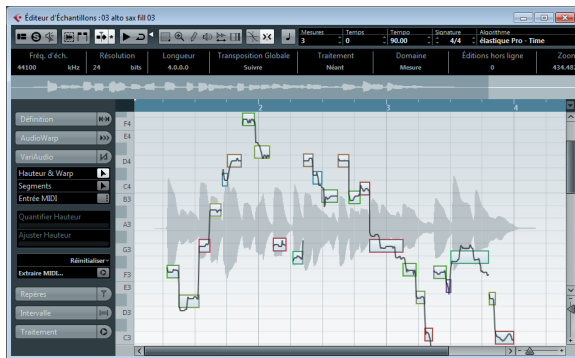 Éditeur d'Échantillons : 03 alto sax fill 03
Mesures Temps Tempo Signature Algorithme
3 0 90.00 4/4 élastique Pro - Time
Fréq. d'éch. Résolution Longueur Transposition Globale Traitement Domaine Éditions hors ligne Zoom
44100 kHz 24 bits 4.0.0.0 Suivre Néant Mesure 0 434.482
2 3 4
Définition
AudioWarp
VariAudio
Hauteur & Warp
Segments
Entrée MIDI
Quantifier Hauteur
Ajuster Hauteur
Réinitialiser
Extraire MIDI...
Repères
Intervalle
Traitement
F4
E4
D4
C4
B3
A3
G3
F3
E3
D3
C3